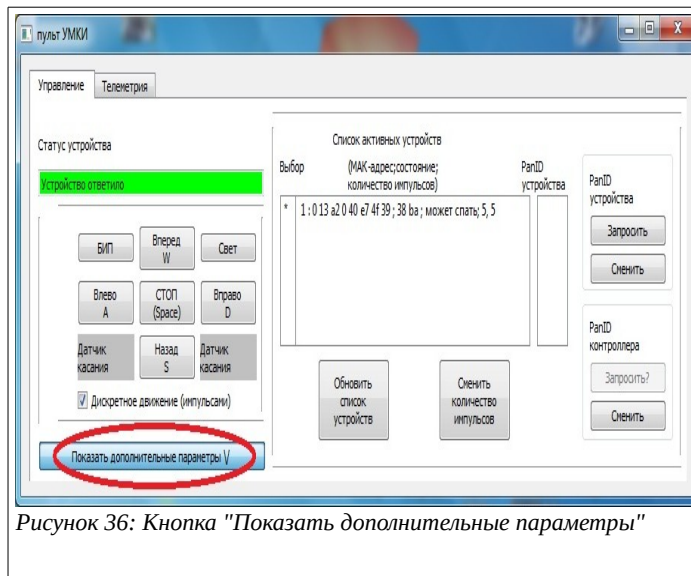 пульт УМКИ
Управление Телеметрия
Статус устройства
Устройство ответило
БИП
Вперед
W
Свет
Влево
A
СТОП
(Space)
Вправо
D
Датчик
касания
Назад
S
Датчик
касания
Дискретное движение (импульсами)
Показать дополнительные параметры \/
Список активных устройств
Выбор
(МАК-адрес;состояние;
количество импульсов)
PanID
устройства
* 1 : 0 13 a2 0 40 e7 4f 39 ; 38 ba ; может спать; 5, 5
Обновить
список
устройств
Сменить
количество
импульсов
PanID
устройства
Запросить
Сменить
PanID
контроллера
Запросить?
Сменить
Рисунок 36: Кнопка "Показать дополнительные параметры"